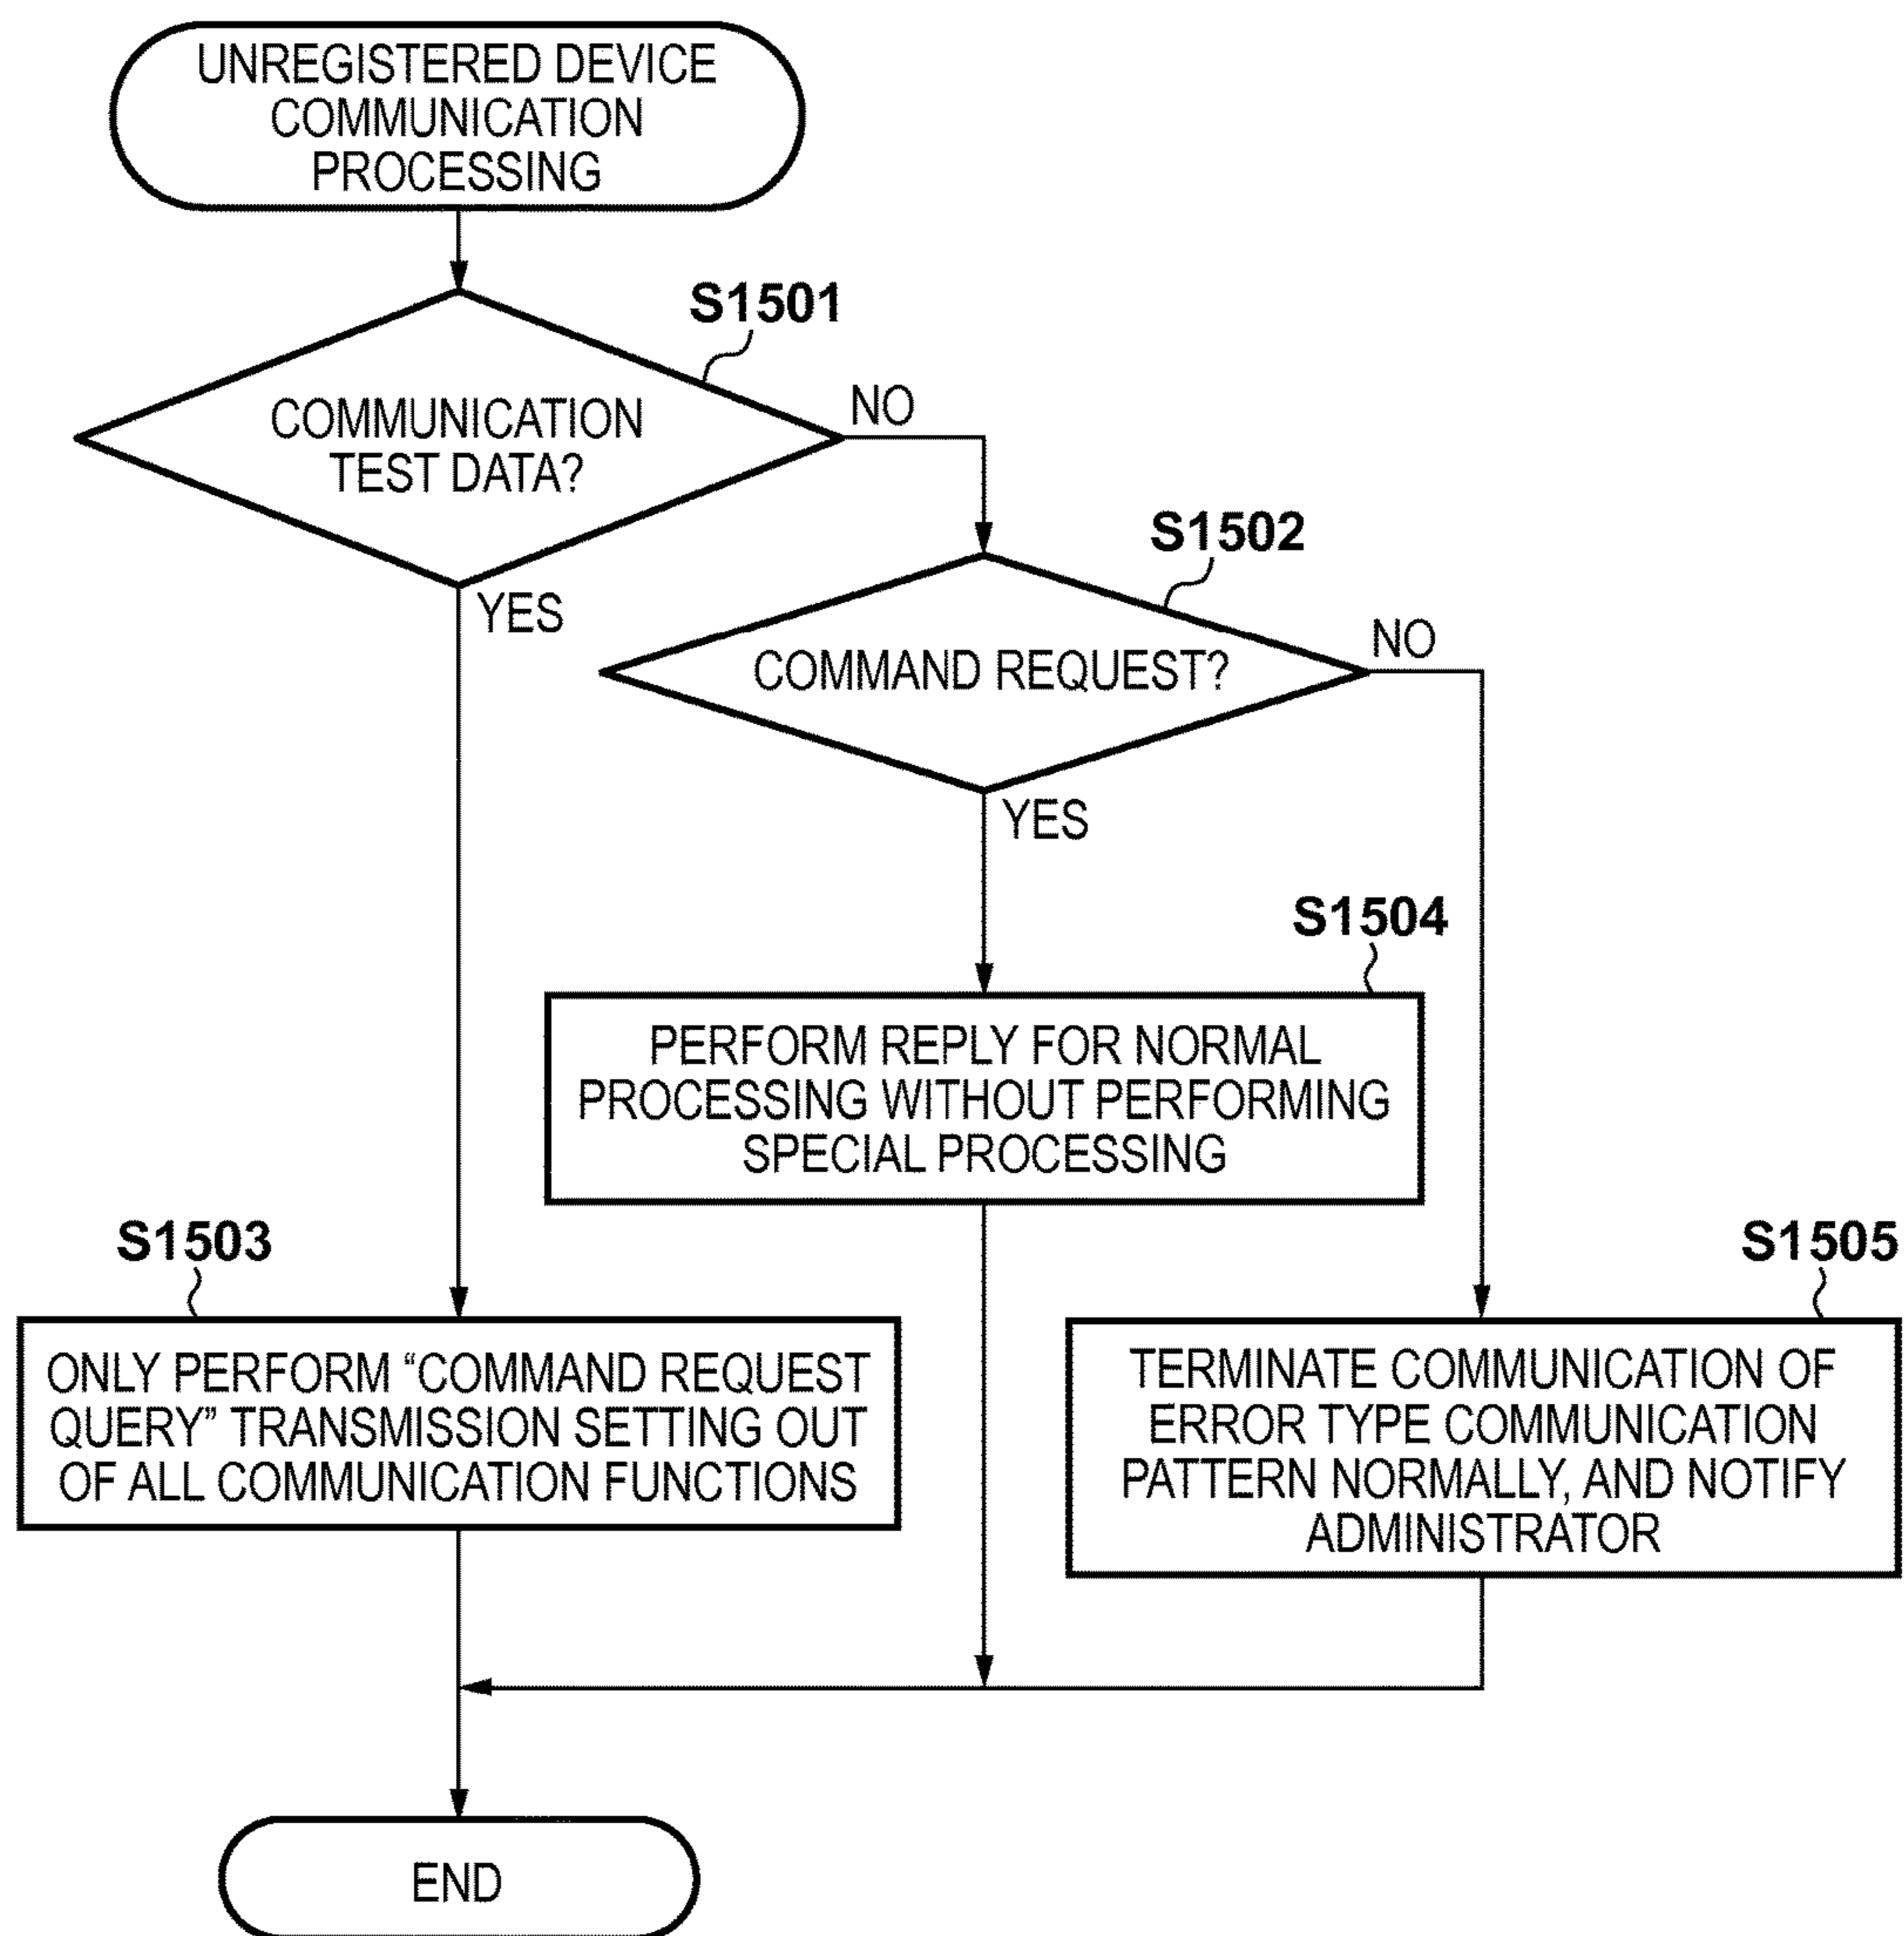 UNREGISTERED DEVICE
COMMUNICATION
PROCESSING
S1501
COMMUNICATION
TEST DATA?
NO
YES
S1502
COMMAND REQUEST?
NO
YES
S1504
PERFORM REPLY FOR NORMAL
PROCESSING WITHOUT PERFORMING
SPECIAL PROCESSING
S1503
ONLY PERFORM “COMMAND REQUEST
QUERY” TRANSMISSION SETTING OUT
OF ALL COMMUNICATION FUNCTIONS
S1505
TERMINATE COMMUNICATION OF
ERROR TYPE COMMUNICATION
PATTERN NORMALLY, AND NOTIFY
ADMINISTRATOR
END